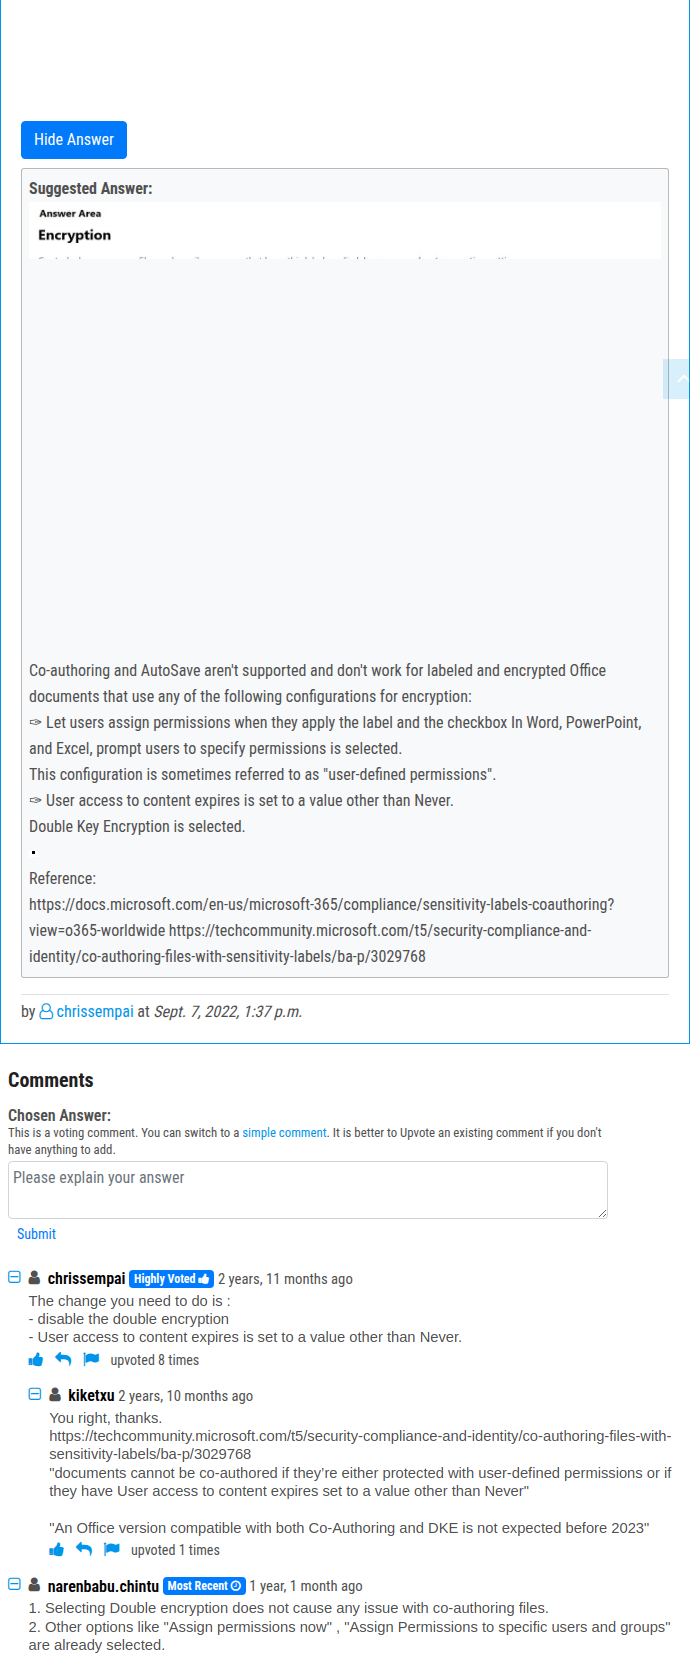 Hide Answer
Suggested Answer:
Answer Area
Encryption
Co-authoring and AutoSave aren't supported and don't work for labeled and encrypted Office
documents that use any of the following configurations for encryption:
✑ Let users assign permissions when they apply the label and the checkbox In Word, PowerPoint,
and Excel, prompt users to specify permissions is selected.
This configuration is sometimes referred to as "user-defined permissions".
✑ User access to content expires is set to a value other than Never.
Double Key Encryption is selected.
Reference:
https://docs.microsoft.com/en-us/microsoft-365/compliance/sensitivity-labels-coauthoring?
view=o365-worldwide https://techcommunity.microsoft.com/t5/security-compliance-and-
identity/co-authoring-files-with-sensitivity-labels/ba-p/3029768
by chrissempai at Sept. 7, 2022, 1:37 p.m.
Comments
Chosen Answer:
This is a voting comment. You can switch to a simple comment. It is better to Upvote an existing comment if you don't
have anything to add.
Please explain your answer
Submit
chrissempai Highly Voted 2 years, 11 months ago
The change you need to do is :
- disable the double encryption
- User access to content expires is set to a value other than Never.
upvoted 8 times
kiketxu 2 years, 10 months ago
You right, thanks.
https://techcommunity.microsoft.com/t5/security-compliance-and-identity/co-authoring-files-with-
sensitivity-labels/ba-p/3029768
"documents cannot be co-authored if they're either protected with user-defined permissions or if
they have User access to content expires set to a value other than Never"
"An Office version compatible with both Co-Authoring and DKE is not expected before 2023"
upvoted 1 times
narenbabu.chintu Most Recent 1 year, 1 month ago
1. Selecting Double encryption does not cause any issue with co-authoring files.
2. Other options like "Assign permissions now" , "Assign Permissions to specific users and groups"
are already selected.